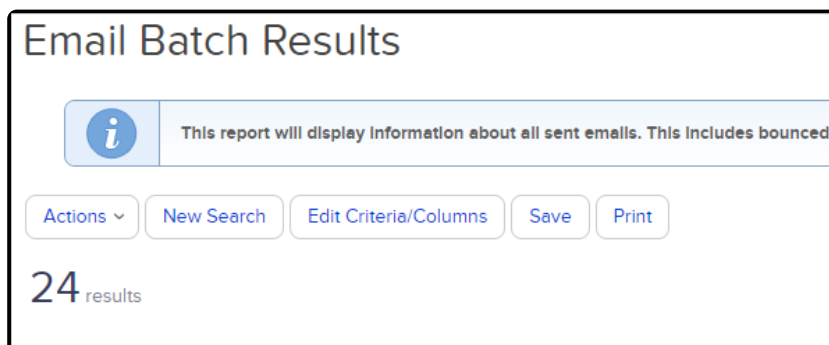 Email Batch Results
i
This report will display information about all sent emails. This includes bounced
Actions
New Search
Edit Criteria/Columns
Save
Print
24 results